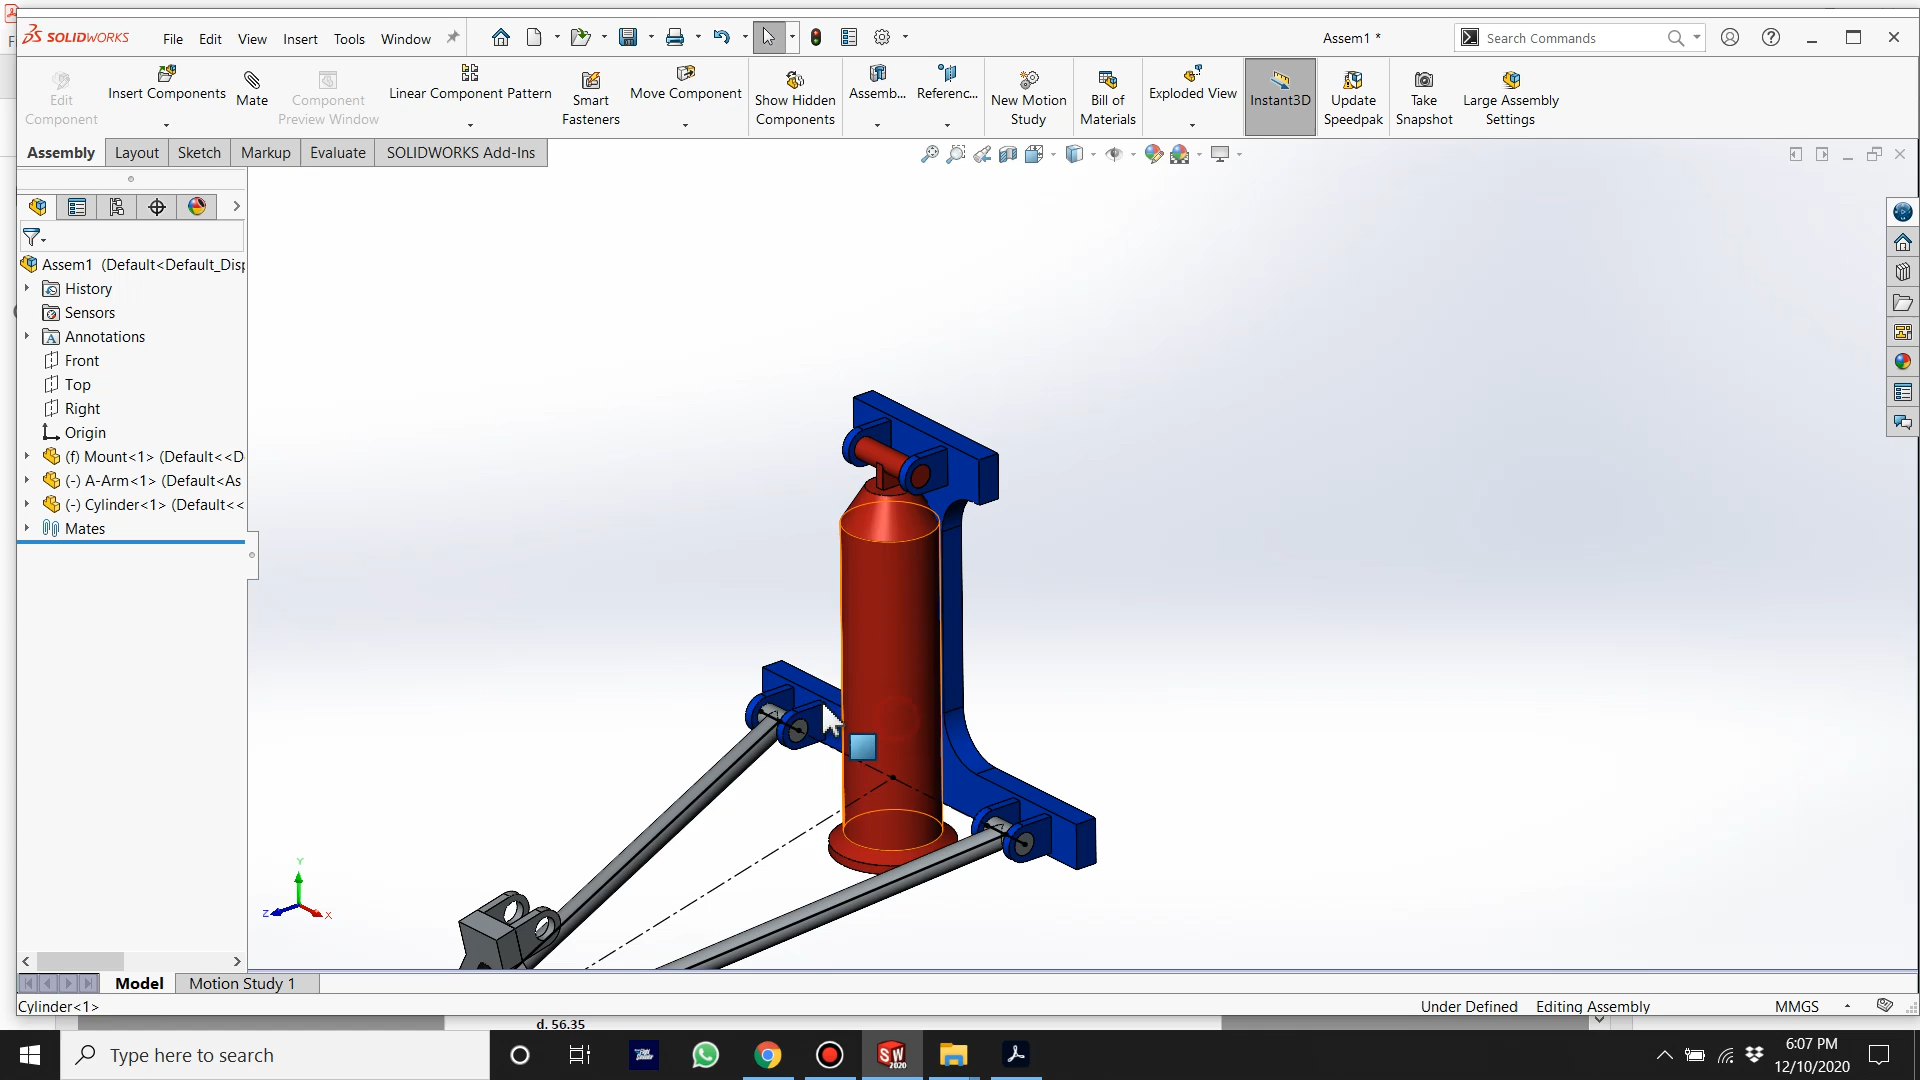 SOLIDWORKS File Edit View Insert Tools Window Assem1 * Search Commands
Edit Component
Insert Components
Mate
Component Preview Window
Linear Component Pattern
Smart Fasteners
Move Component
Show Hidden Components
Assemb...
Referenc...
New Motion Study
Bill of Materials
Exploded View
Instant3D
Update Speedpak
Take Snapshot
Large Assembly Settings
Assembly Layout Sketch Markup Evaluate SOLIDWORKS Add-Ins
Assem1 (Default<Default_Disp
History
Sensors
Annotations
Front
Top
Right
Origin
(f) Mount<1> (Default<<D
(-) A-Arm<1> (Default<As
(-) Cylinder<1> (Default<<
Mates
Y
Z
X
Model Motion Study 1
Cylinder<1> Under Defined Editing Assembly MMGS
d. 56.35
Type here to search
SW 2020
6:07 PM
12/10/2020